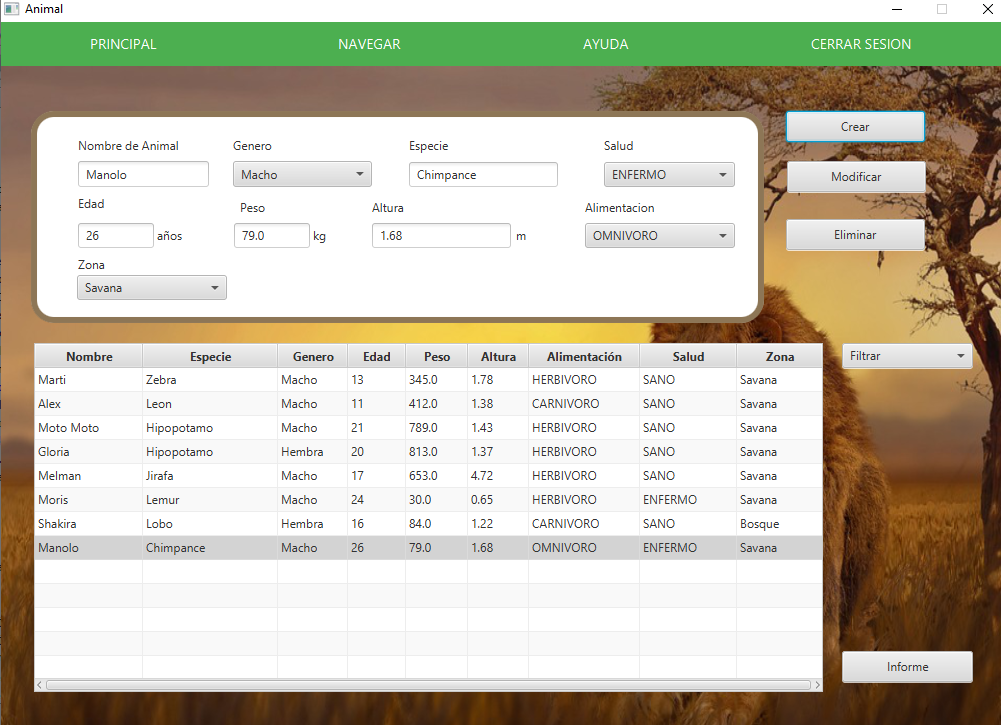 Animal
PRINCIPAL NAVEGAR AYUDA CERRAR SESION
Nombre de Animal Genero Especie Salud
Manolo Macho Chimpance ENFERMO
Edad Peso Altura Alimentacion
26 años 79.0 kg 1.68 m OMNIVORO
Zona
Savana
Crear
Modificar
Eliminar
Nombre Especie Genero Edad Peso Altura Alimentación Salud Zona
Marti Zebra Macho 13 345.0 1.78 HERBIVORO SANO Savana
Alex Leon Macho 11 412.0 1.38 CARNIVORO SANO Savana
Moto Moto Hipopotamo Macho 21 789.0 1.43 HERBIVORO SANO Savana
Gloria Hipopotamo Hembra 20 813.0 1.37 HERBIVORO SANO Savana
Melman Jirafa Macho 17 653.0 4.72 HERBIVORO SANO Savana
Moris Lemur Macho 24 30.0 0.65 HERBIVORO ENFERMO Savana
Shakira Lobo Hembra 16 84.0 1.22 CARNIVORO SANO Bosque
Manolo Chimpance Macho 26 79.0 1.68 OMNIVORO ENFERMO Savana
Filtrar
Informe